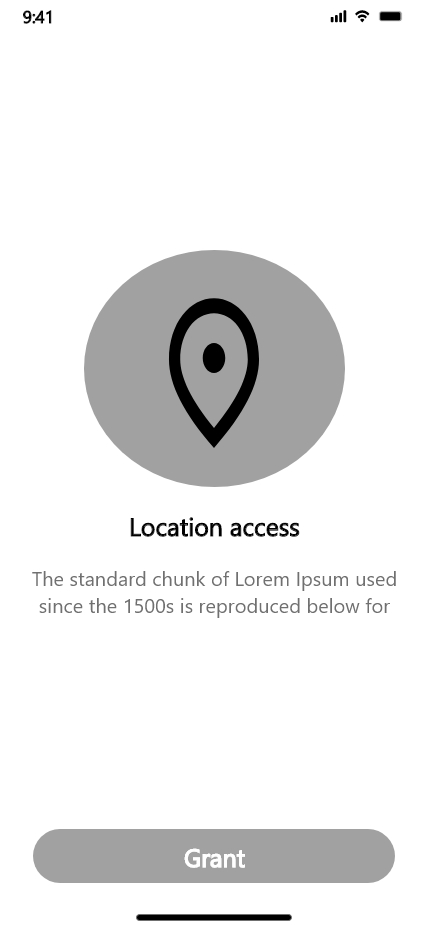 9:41
Location access
The standard chunk of Lorem Ipsum used
since the 1500s is reproduced below for
Grant